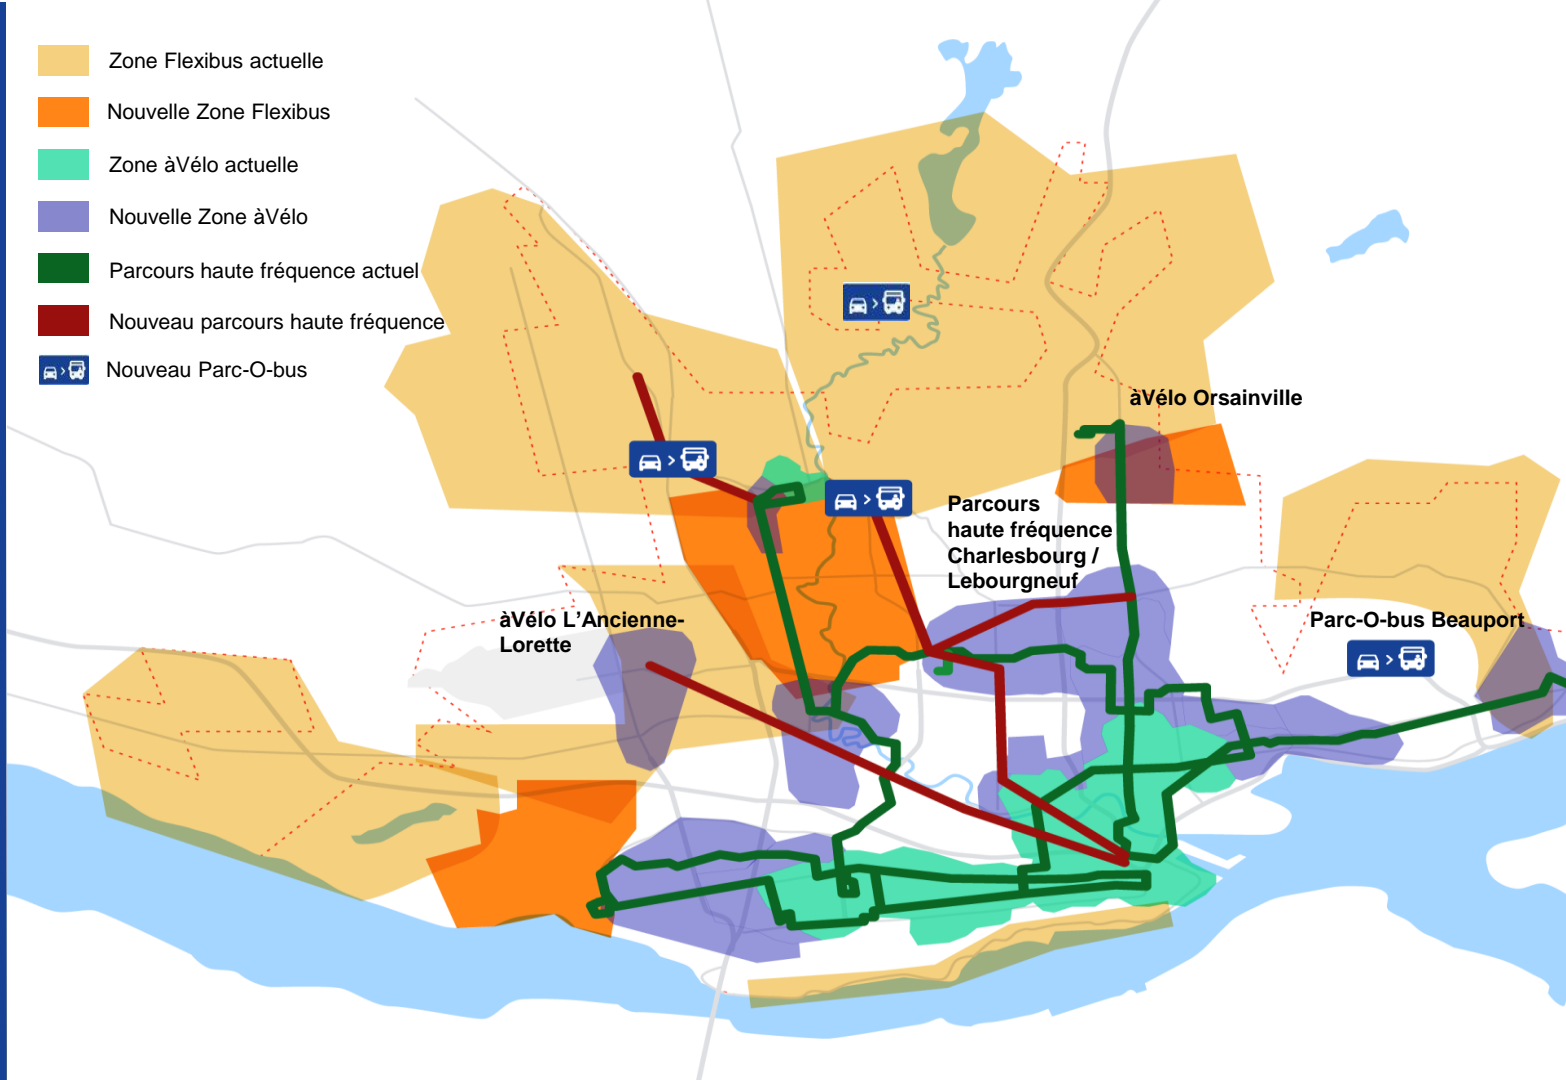 Zone Flexibus actuelle
Nouvelle Zone Flexibus
Zone àVélo actuelle
Nouvelle Zone àVélo
Parcours haute fréquence actuel
Nouveau parcours haute fréquence
Nouveau Parc-O-bus
àVélo Orsainville
Parcours
haute fréquence
Charlesbourg /
Lebourgneuf
àVélo L'Ancienne-
Lorette
Parc-O-bus Beauport